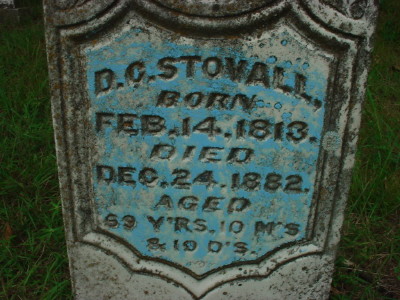 D.C. STOVALL.
BORN
FEB. 14. 1813.
DIED
DEC. 24. 1882.
AGED
69 Y'RS. 10 M'S
& 10 D'S.